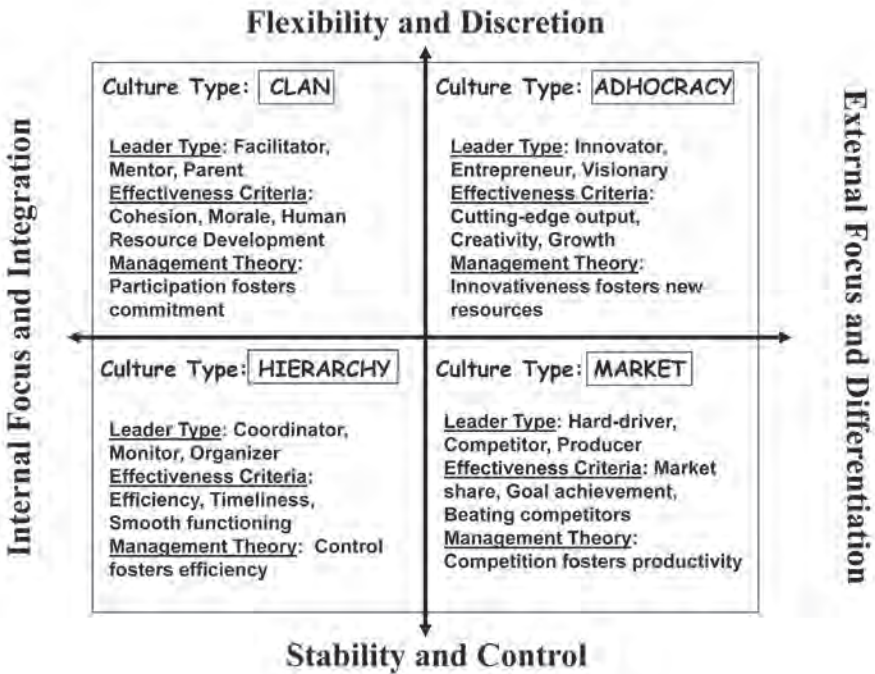 Flexibility and Discretion
Internal Focus and Integration
Culture Type: CLAN
Leader Type: Facilitator,
Mentor, Parent
Effectiveness Criteria:
Cohesion, Morale, Human
Resource Development
Management Theory:
Participation fosters
commitment
Culture Type: ADHOCRACY
Leader Type: Innovator,
Entrepreneur, Visionary
Effectiveness Criteria:
Cutting-edge output,
Creativity, Growth
Management Theory:
Innovativeness fosters new
resources
External Focus and Differentiation
Culture Type: HIERARCHY
Leader Type: Coordinator,
Monitor, Organizer
Effectiveness Criteria:
Efficiency, Timeliness,
Smooth functioning
Management Theory: Control
fosters efficiency
Culture Type: MARKET
Leader Type: Hard-driver,
Competitor, Producer
Effectiveness Criteria: Market
share, Goal achievement,
Beating competitors
Management Theory:
Competition fosters productivity
Stability and Control